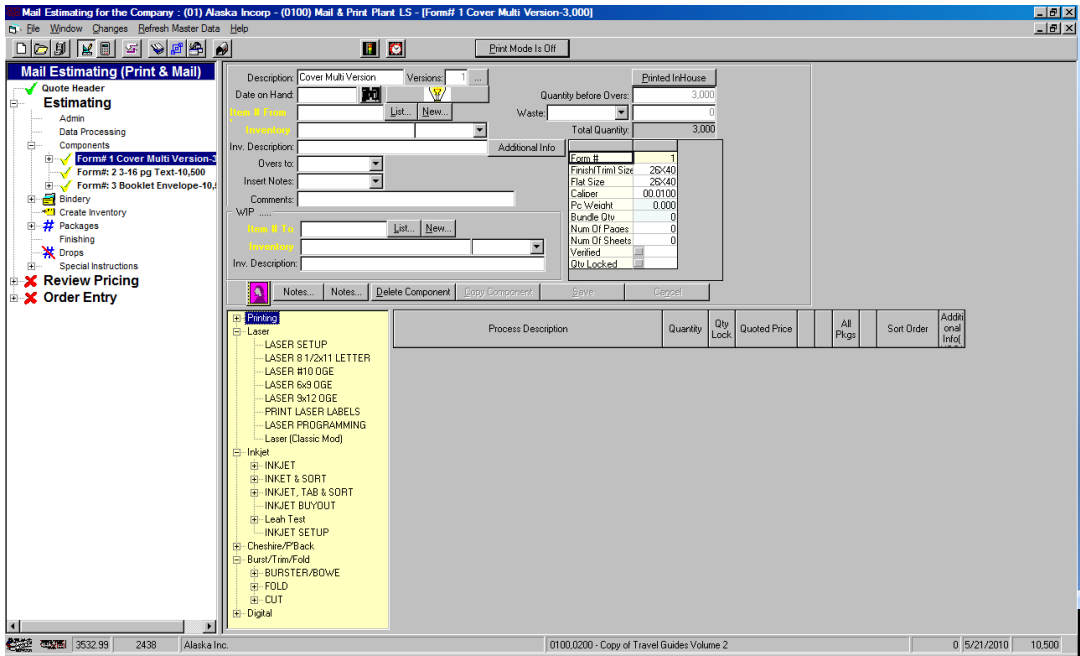 Mail Estimating for the Company : (01) Alaska Incorp - (0100) Mail & Print Plant LS - [Form# 1 Cover Multi Version-3,000]
File Window Changes Refresh Master Data Help
Print Mode Is Off
Mail Estimating (Print & Mail)
Quote Header
Estimating
Admin
Data Processing
Components
Form# 1 Cover Multi Version-3
Form#: 2 3-16 pg Text-10,500
Form#: 3 Booklet Envelope-10,5
Bindery
Create Inventory
Packages
Finishing
Drops
Special Instructions
Review Pricing
Order Entry
Description: Cover Multi Version Versions: 1 ... Printed InHouse
Date on Hand: Quantity before Overs: 3,000
Item # From List... New... Waste: 0
Inventory Total Quantity: 3,000
Inv. Description: Additional Info
Overs to:
Insert Notes:
Comments:
Form # 1
Finish(Trim) Size 26X40
Flat Size 26X40
Caliper 00.0100
Pc Weight 0.000
Bundle Qty 0
Num Of Pages 0
Num Of Sheets 0
Verified
Qty Locked
WIP .....
Item # To List... New...
Inventory
Inv. Description:
Notes... Notes... Delete Component Copy Component Save Cancel
Printing
Laser
LASER SETUP
LASER 8 1/2x11 LETTER
LASER #10 OGE
LASER 6x9 OGE
LASER 9x12 OGE
PRINT LASER LABELS
LASER PROGRAMMING
Laser (Classic Mod)
Inkjet
INKJET
INKET & SORT
INKJET, TAB & SORT
INKJET BUYOUT
Leah Test
INKJET SETUP
Cheshire/P'Back
Burst/Trim/Fold
BURSTER/BOWE
FOLD
CUT
Digital
Process Description Quantity Qty Lock Quoted Price All Pkgs Sort Order Additi onal Info(
3532.99 2438 Alaska Inc. 0100,0200 - Copy of Travel Guides Volume 2 0 5/21/2010 10,500